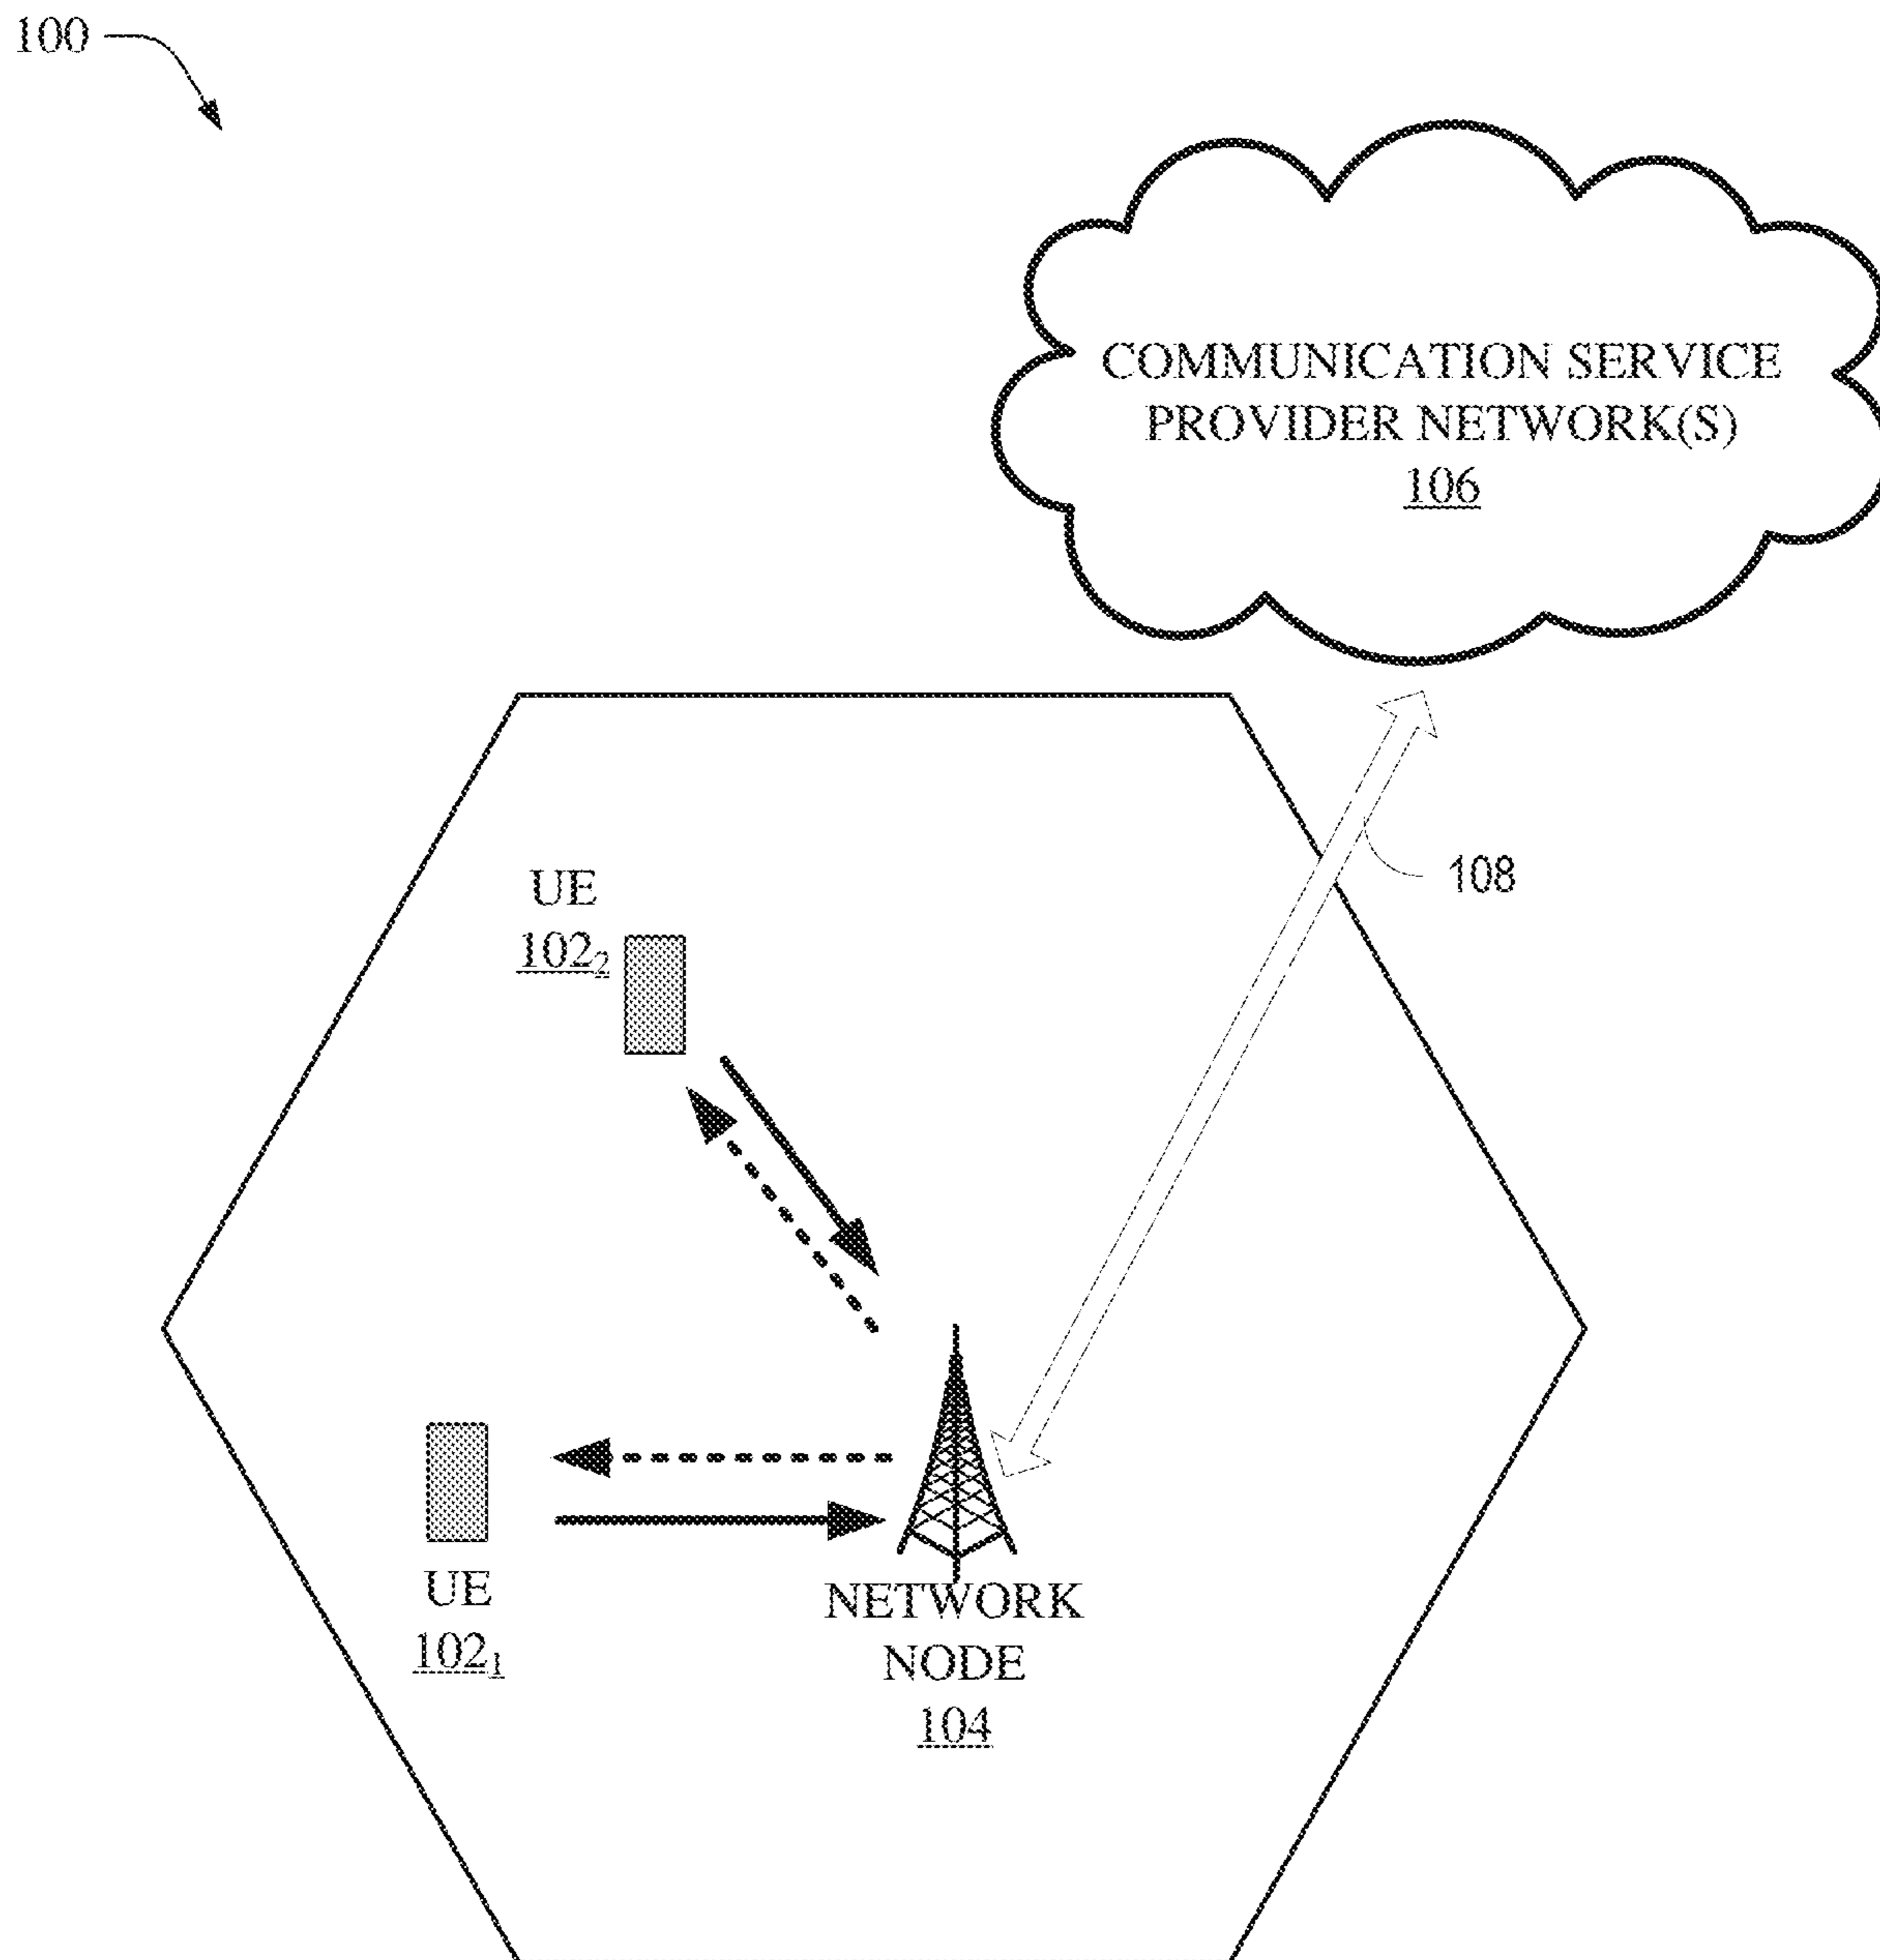 100
COMMUNICATION SERVICE
PROVIDER NETWORK(S)
106
108
UE
102₂
UE
102₁
NETWORK
NODE
104